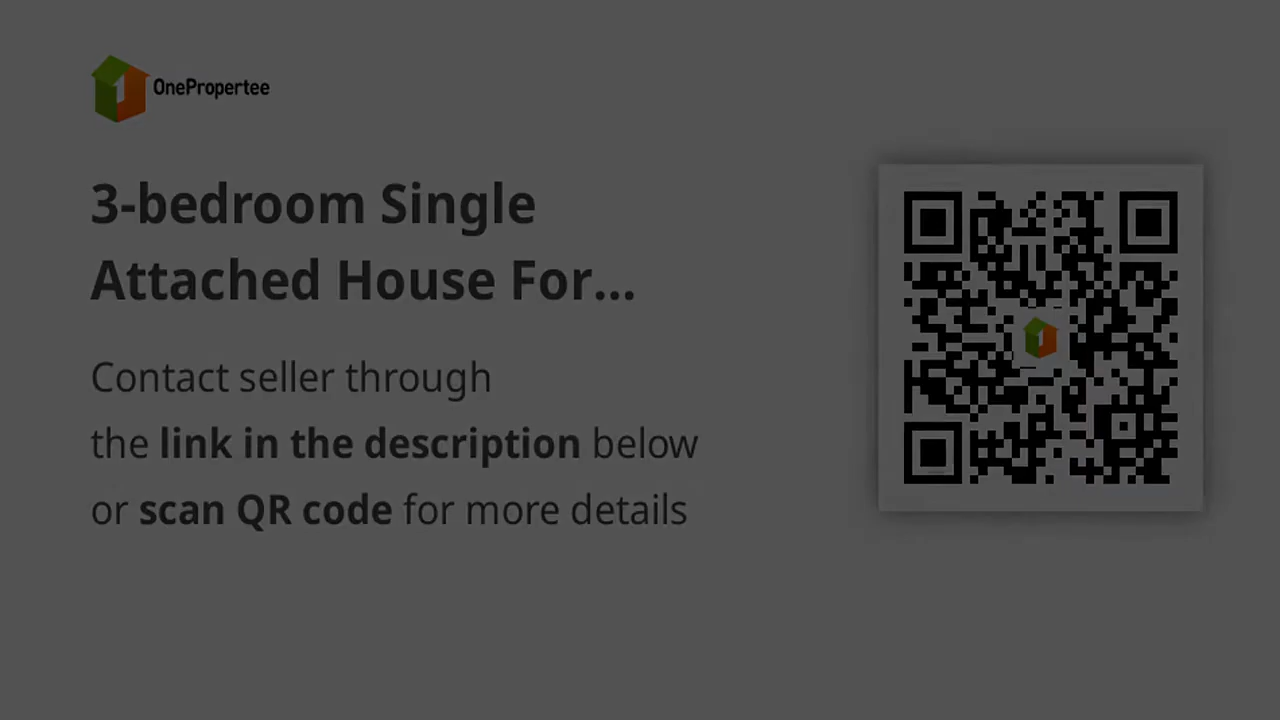 OnePropertee
3-bedroom Single
Attached House For...
Contact seller through
the link in the description below
or scan QR code for more details